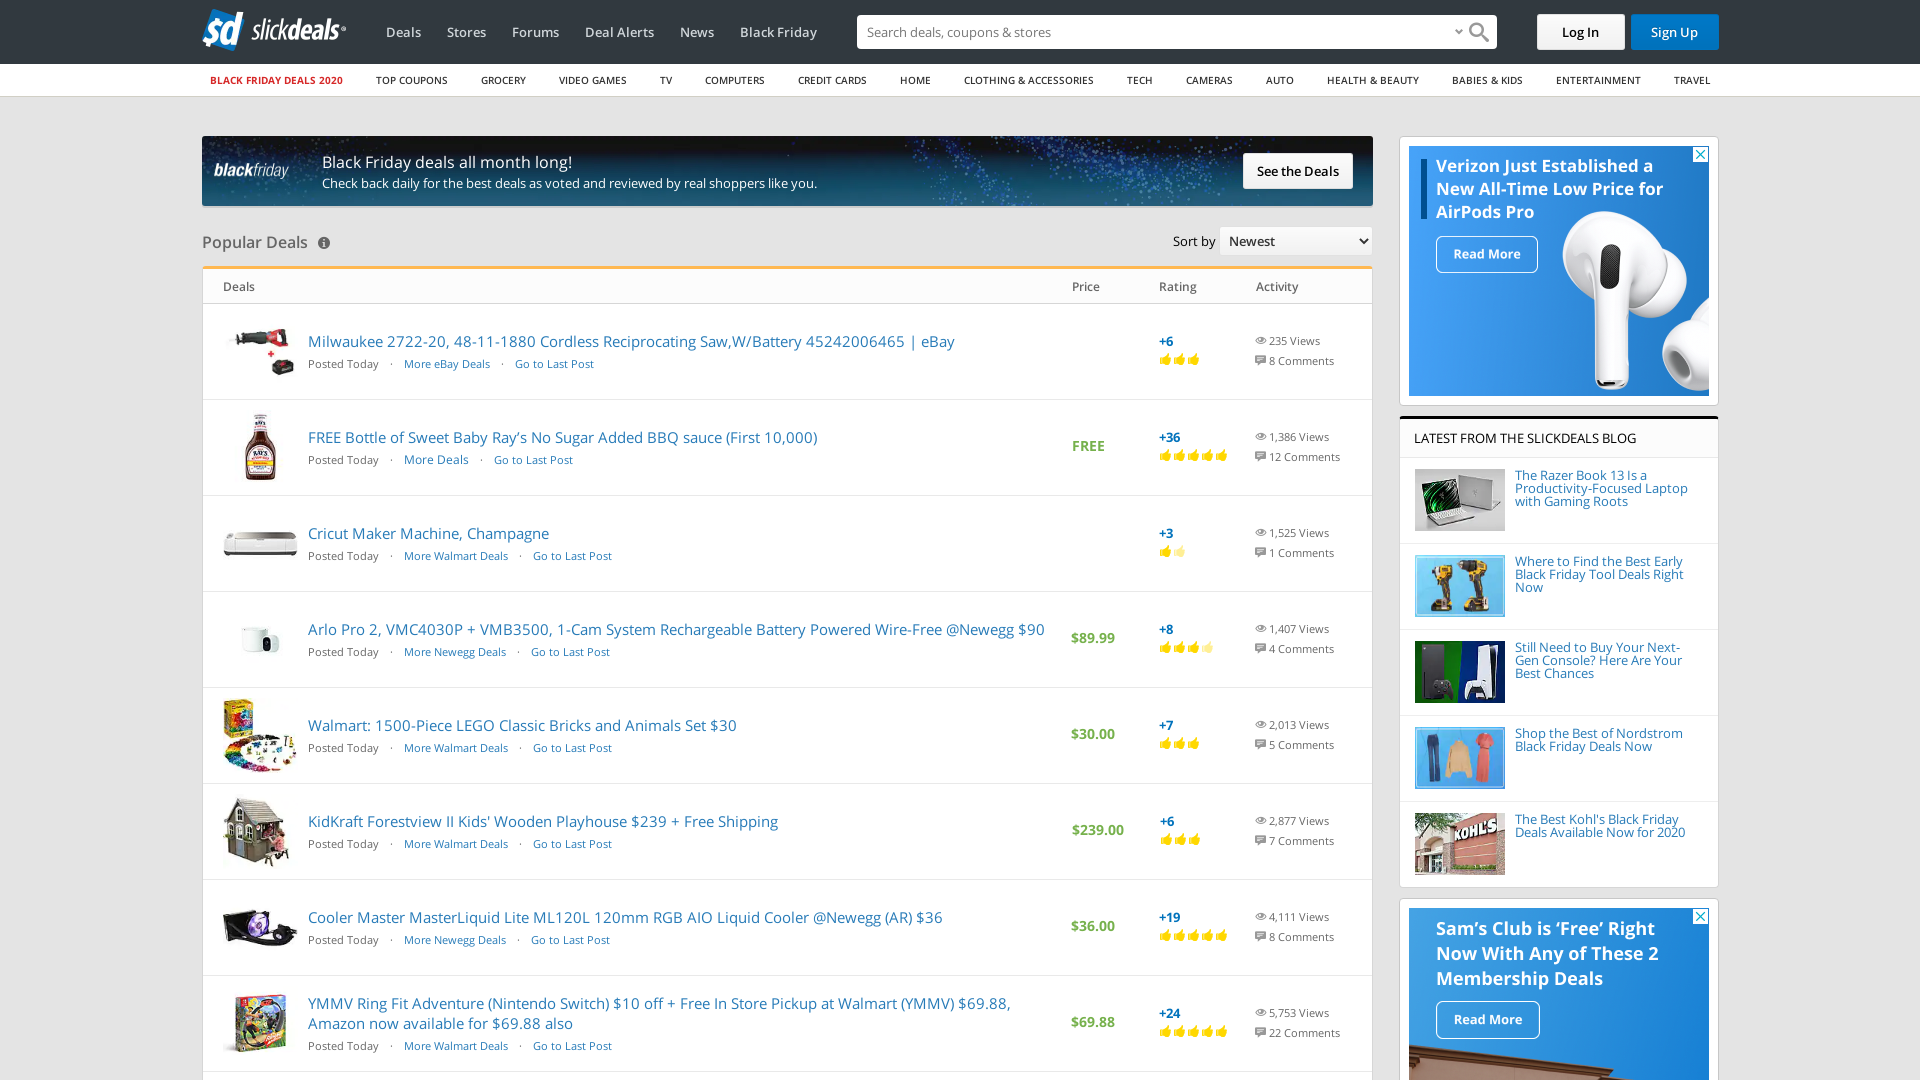 slickdeals
Deals
Stores
Forums
Deal Alerts
News
Black Friday
Search deals, coupons & stores
Log In
Sign Up
BLACK FRIDAY DEALS 2020
TOP COUPONS
GROCERY
VIDEO GAMES
TV
COMPUTERS
CREDIT CARDS
HOME
CLOTHING & ACCESSORIES
TECH
CAMERAS
AUTO
HEALTH & BEAUTY
BABIES & KIDS
ENTERTAINMENT
TRAVEL
blackfriday
Black Friday deals all month long!
Check back daily for the best deals as voted and reviewed by real shoppers like you.
See the Deals
Popular Deals
Sort by Newest
Deals Price Rating Activity
Milwaukee 2722-20, 48-11-1880 Cordless Reciprocating Saw,W/Battery 45242006465 | eBay
Posted Today · More eBay Deals · Go to Last Post
+6
235 Views
8 Comments
FREE Bottle of Sweet Baby Ray’s No Sugar Added BBQ sauce (First 10,000)
Posted Today · More Deals · Go to Last Post
FREE
+36
1,386 Views
12 Comments
Cricut Maker Machine, Champagne
Posted Today · More Walmart Deals · Go to Last Post
+3
1,525 Views
1 Comments
Arlo Pro 2, VMC4030P + VMB3500, 1-Cam System Rechargeable Battery Powered Wire-Free @Newegg $90
Posted Today · More Newegg Deals · Go to Last Post
$89.99
+8
1,407 Views
4 Comments
Walmart: 1500-Piece LEGO Classic Bricks and Animals Set $30
Posted Today · More Walmart Deals · Go to Last Post
$30.00
+7
2,013 Views
5 Comments
KidKraft Forestview II Kids' Wooden Playhouse $239 + Free Shipping
Posted Today · More Walmart Deals · Go to Last Post
$239.00
+6
2,877 Views
7 Comments
Cooler Master MasterLiquid Lite ML120L 120mm RGB AIO Liquid Cooler @Newegg (AR) $36
Posted Today · More Newegg Deals · Go to Last Post
$36.00
+19
4,111 Views
8 Comments
YMMV Ring Fit Adventure (Nintendo Switch) $10 off + Free In Store Pickup at Walmart (YMMV) $69.88,
Amazon now available for $69.88 also
Posted Today · More Walmart Deals · Go to Last Post
$69.88
+24
5,753 Views
22 Comments
Verizon Just Established a
New All-Time Low Price for
AirPods Pro
Read More
LATEST FROM THE SLICKDEALS BLOG
The Razer Book 13 Is a
Productivity-Focused Laptop
with Gaming Roots
Where to Find the Best Early
Black Friday Tool Deals Right
Now
Still Need to Buy Your Next-
Gen Console? Here Are Your
Best Chances
Shop the Best of Nordstrom
Black Friday Deals Now
KOHL'S
The Best Kohl's Black Friday
Deals Available Now for 2020
Sam’s Club is ‘Free’ Right
Now With Any of These 2
Membership Deals
Read More